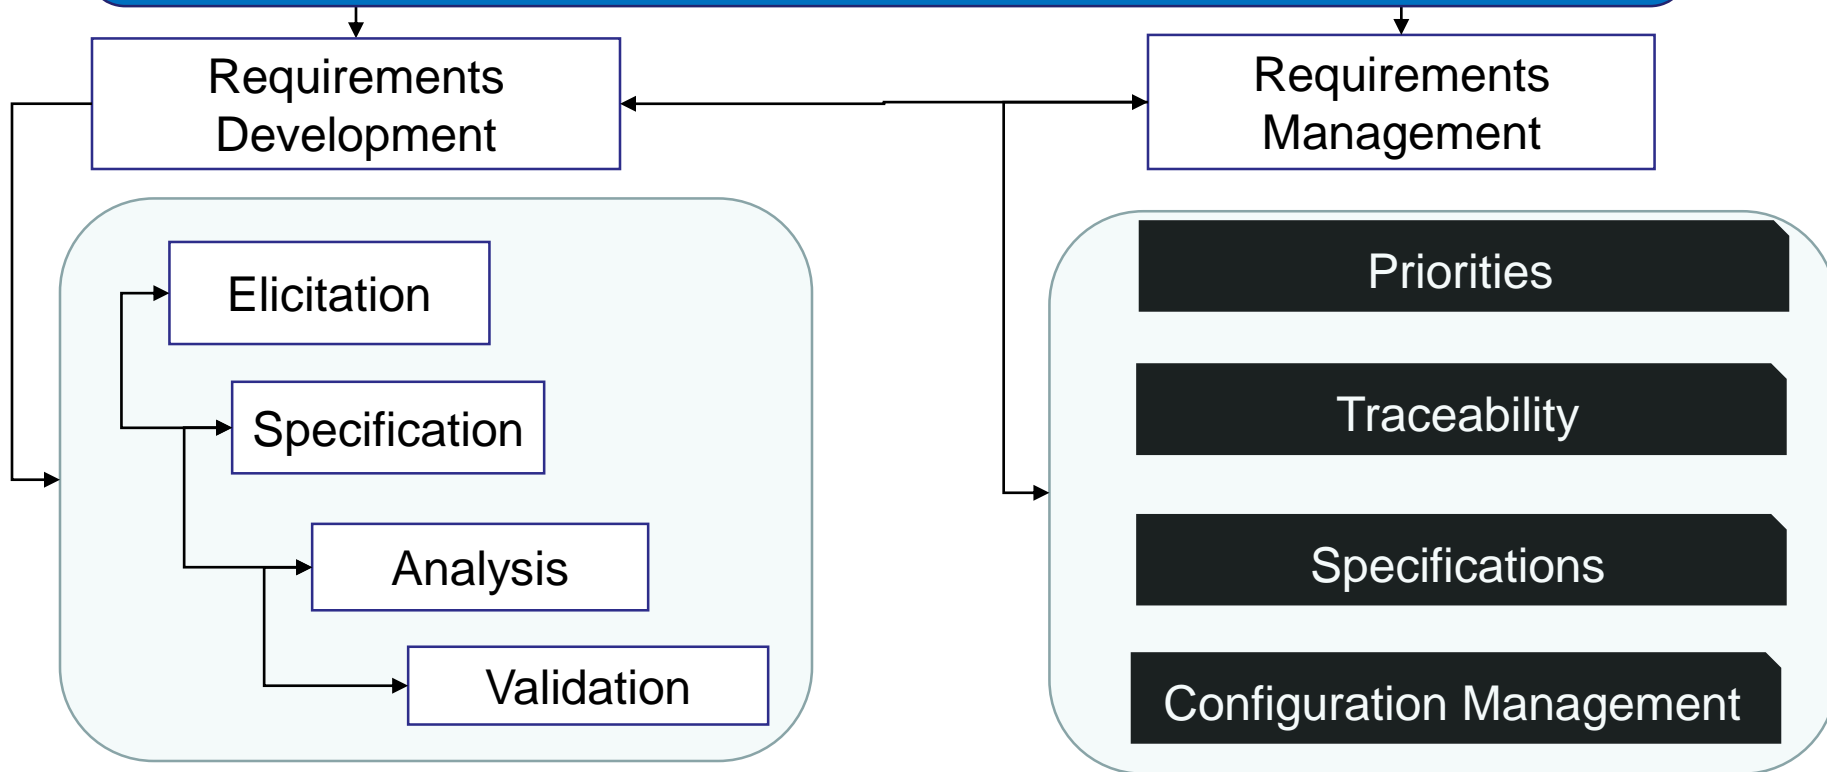 Requirements
Development
Requirements
Management
Elicitation
Specification
Analysis
Validation
Priorities
Traceability
Specifications
Configuration Management